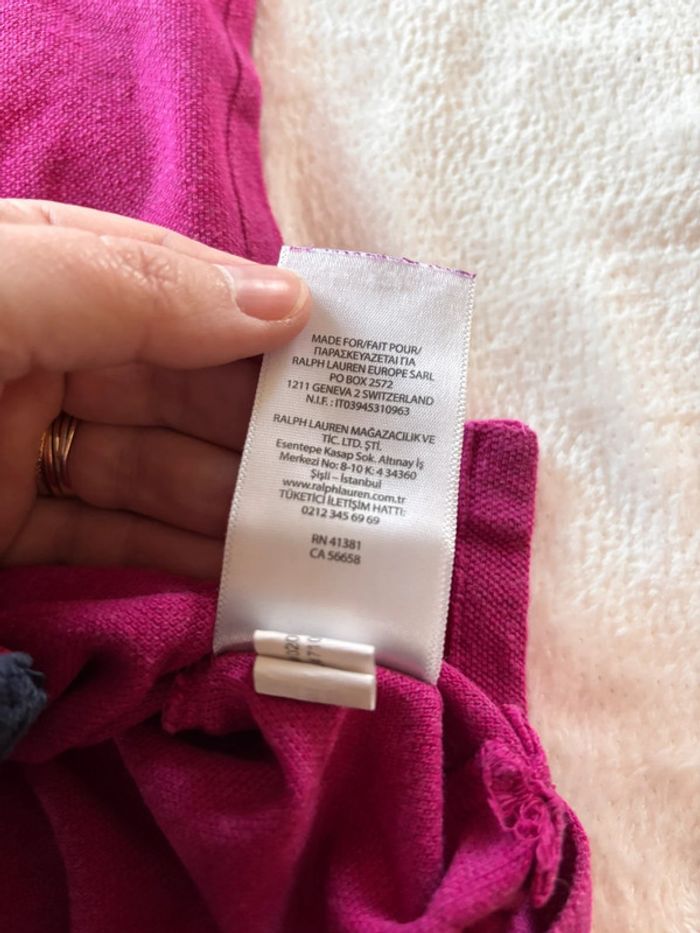 MADE FOR/FAIT POUR/
ΠΑΡΑΣΚΕΥΑΖΕΤΑΙ ΓΙΑ
RALPH LAUREN EUROPE SARL
PO BOX 2572
1211 GENEVA 2 SWITZERLAND
N.I.F. : IT03945310963
RALPH LAUREN MAĞAZACILIK VE
TİC. LTD. ŞTİ.
Esentepe Kasap Sok. Altınay İş
Merkezi No: 8-10 K: 4 34360
Şişli – İstanbul
www.ralphlauren.com.tr
TÜKETİCİ İLETİŞİM HATTI:
0212 345 69 69
RN 41381
CA 56658